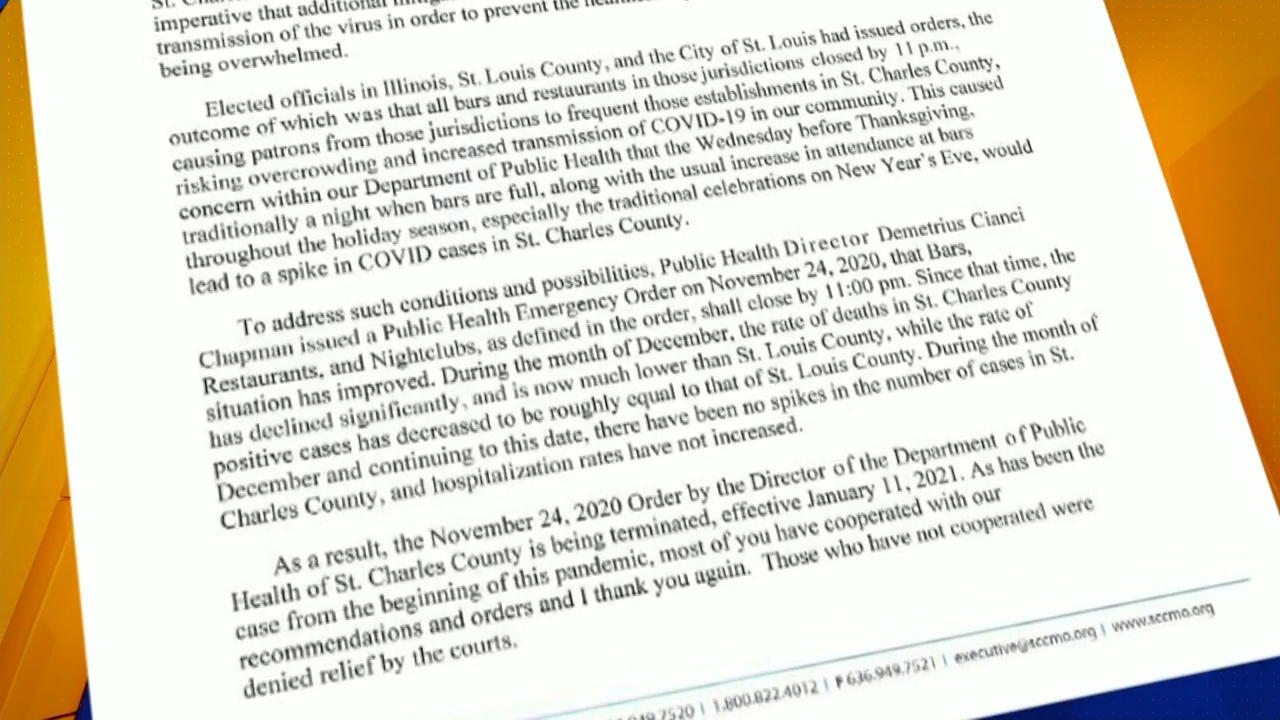 imperative that additional
transmission of the virus in order to prevent the
being overwhelmed.
Elected officials in Illinois, St. Louis County, and the City of St. Louis had issued orders, the
outcome of which was that all bars and restaurants in those jurisdictions closed by 11 p.m.,
causing patrons from those jurisdictions to frequent those establishments in St. Charles County,
risking overcrowding and increased transmission of COVID-19 in our community. This caused
concern within our Department of Public Health that the Wednesday before Thanksgiving,
traditionally a night when bars are full, along with the usual increase in attendance at bars
throughout the holiday season, especially the traditional celebrations on New Year's Eve, would
lead to a spike in COVID cases in St. Charles County.
To address such conditions and possibilities, Public Health Director Demetrius Cianci
Chapman issued a Public Health Emergency Order on November 24, 2020, that Bars,
Restaurants, and Nightclubs, as defined in the order, shall close by 11:00 pm. Since that time, the
situation has improved. During the month of December, the rate of deaths in St. Charles County
has declined significantly, and is now much lower than St. Louis County, while the rate of
positive cases has decreased to be roughly equal to that of St. Louis County. During the month of
December and continuing to this date, there have been no spikes in the number of cases in St.
Charles County, and hospitalization rates have not increased.
As a result, the November 24, 2020 Order by the Director of the Department of Public
Health of St. Charles County is being terminated, effective January 11, 2021. As has been the
case from the beginning of this pandemic, most of you have cooperated with our
recommendations and orders and I thank you again. Those who have not cooperated were
denied relief by the courts.
949.7520 | 1.800.822.4012 | F 636.949.7521 | executive@sccmo.org | www.sccmo.org